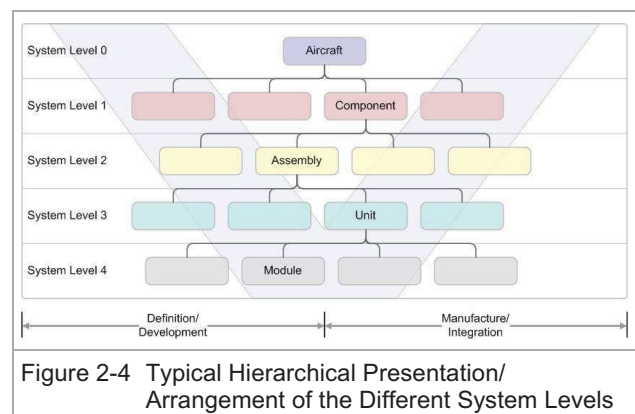 System Level 0
Aircraft
System Level 1
Component
System Level 2
Assembly
System Level 3
Unit
System Level 4
Module
Definition/
Development
Manufacture/
Integration
Figure 2-4 Typical Hierarchical Presentation/
Arrangement of the Different System Levels